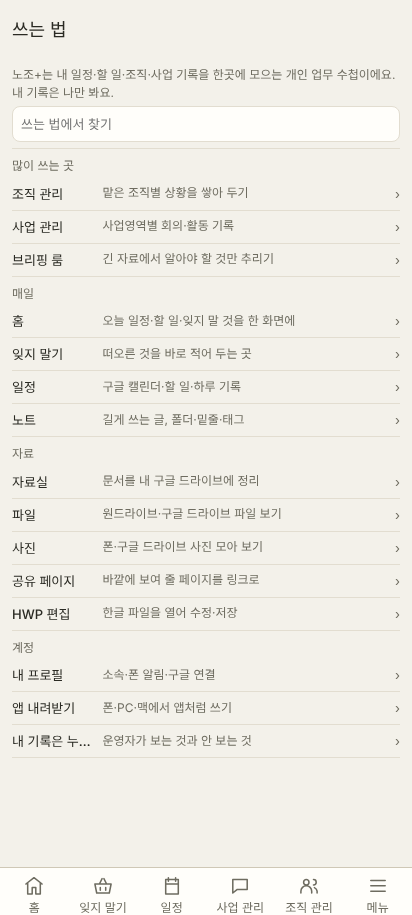 쓰는 법
노조+는 내 일정·할 일·조직·사업 기록을 한곳에 모으는 개인 업무 수첩이에요.
내 기록은 나만 봐요.
쓰는 법에서 찾기
많이 쓰는 곳
조직 관리 맡은 조직별 상황을 쌓아 두기 ›
사업 관리 사업영역별 회의·활동 기록 ›
브리핑 룸 긴 자료에서 알아야 할 것만 추리기 ›
매일
홈 오늘 일정·할 일·잊지 말 것을 한 화면에 ›
잊지 말기 떠오른 것을 바로 적어 두는 곳 ›
일정 구글 캘린더·할 일·하루 기록 ›
노트 길게 쓰는 글, 폴더·밑줄·태그 ›
자료
자료실 문서를 내 구글 드라이브에 정리 ›
파일 원드라이브·구글 드라이브 파일 보기 ›
사진 폰·구글 드라이브 사진 모아 보기 ›
공유 페이지 바깥에 보여 줄 페이지를 링크로 ›
HWP 편집 한글 파일을 열어 수정·저장 ›
계정
내 프로필 소속·폰 알림·구글 연결 ›
앱 내려받기 폰·PC·맥에서 앱처럼 쓰기 ›
내 기록은 누... 운영자가 보는 것과 안 보는 것 ›
홈 잊지 말기 일정 사업 관리 조직 관리 메뉴